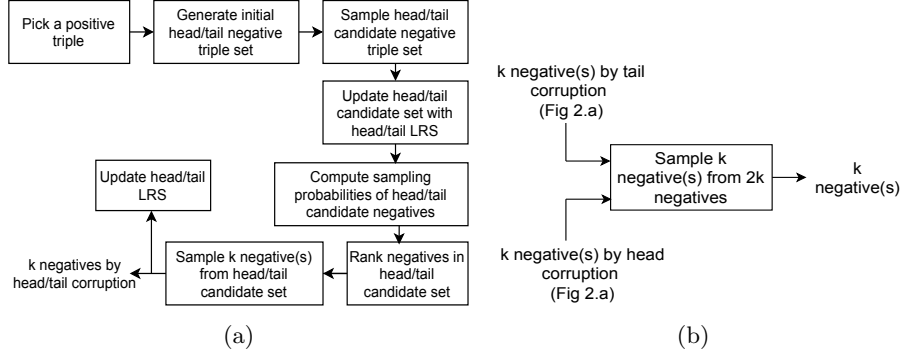 Pick a positive
triple
Generate initial
head/tail negative
triple set
Sample head/tail
candidate negative
triple set
Update head/tail
candidate set with
head/tail LRS
Compute sampling
probabilities of head/tail
candidate negatives
Rank negatives in
head/tail
candidate set
Sample k negative(s)
from head/tail
candidate set
Update head/tail
LRS
k negatives by
head/tail corruption
(a)
k negative(s) by tail
corruption
(Fig 2.a)
Sample k
negative(s) from 2k
negatives
k
negative(s)
k negative(s) by head
corruption
(Fig 2.a)
(b)